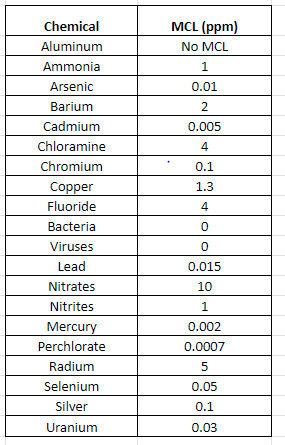 Chemical MCL (ppm)
Aluminum No MCL
Ammonia 1
Arsenic 0.01
Barium 2
Cadmium 0.005
Chloramine 4
Chromium 0.1
Copper 1.3
Fluoride 4
Bacteria 0
Viruses 0
Lead 0.015
Nitrates 10
Nitrites 1
Mercury 0.002
Perchlorate 0.0007
Radium 5
Selenium 0.05
Silver 0.1
Uranium 0.03